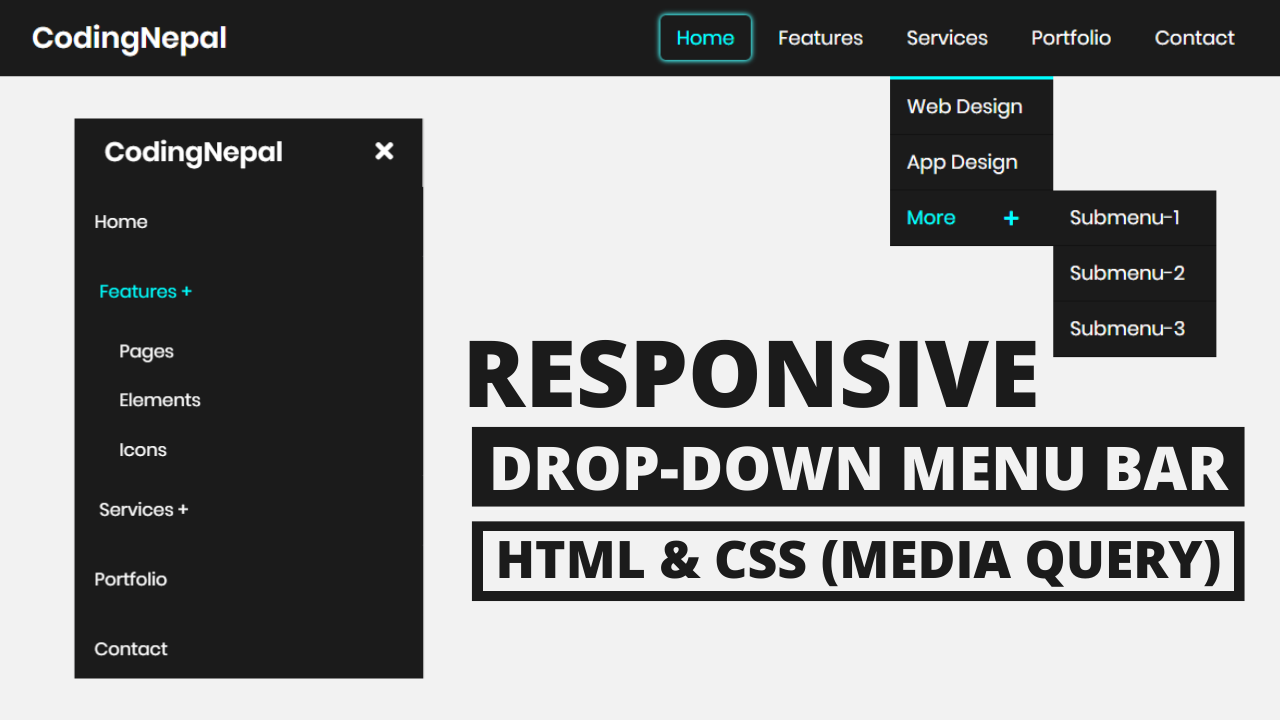 CodingNepal
Home Features Services Portfolio Contact
Web Design
App Design
More +
Submenu-1
Submenu-2
Submenu-3
CodingNepal
Home
Features +
Pages
Elements
Icons
Services +
Portfolio
Contact
RESPONSIVE
DROP-DOWN MENU BAR
HTML & CSS (MEDIA QUERY)